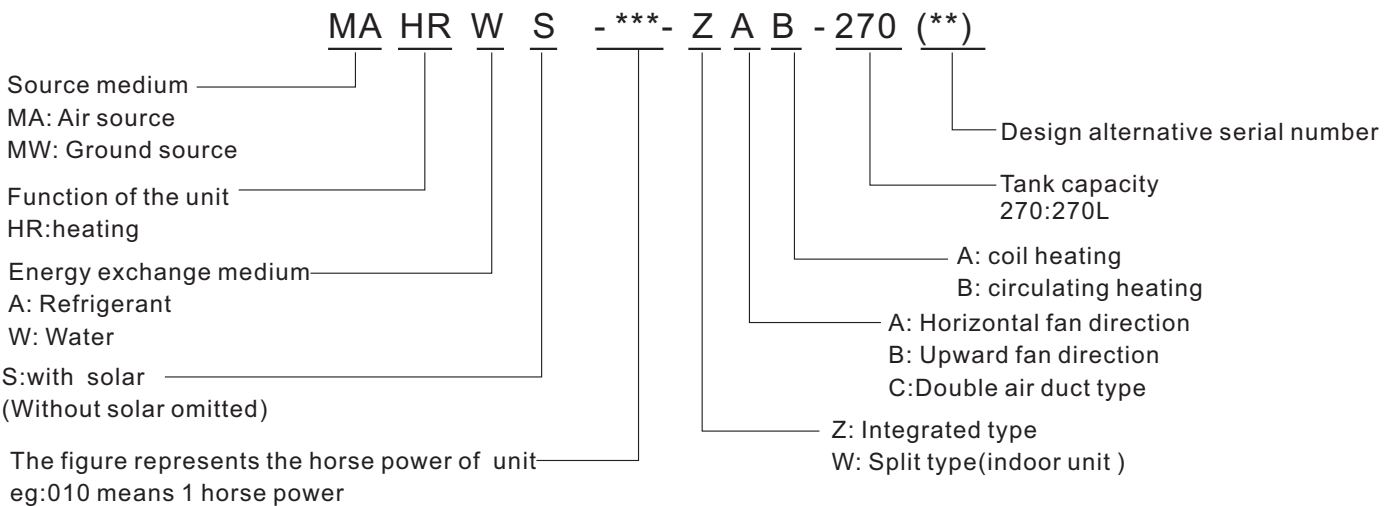 MA HR W S - ***- Z A B - 270 (**)
Source medium
MA: Air source
MW: Ground source
Function of the unit
HR:heating
Energy exchange medium
A: Refrigerant
W: Water
S:with solar
(Without solar omitted)
The figure represents the horse power of unit
eg:010 means 1 horse power
Design alternative serial number
Tank capacity
270:270L
A: coil heating
B: circulating heating
A: Horizontal fan direction
B: Upward fan direction
C:Double air duct type
Z: Integrated type
W: Split type(indoor unit )